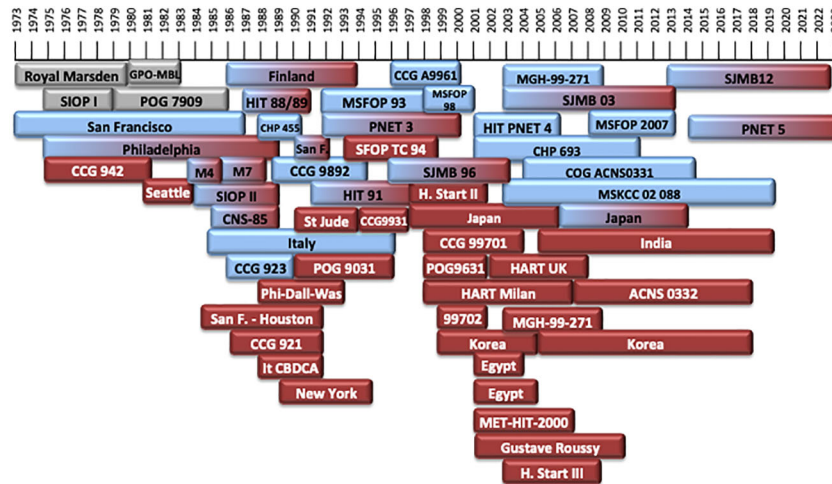 1973 1974 1975 1976 1977 1978 1979 1980 1981 1982 1983 1984 1985 1986 1987 1988 1989 1990 1991 1992 1993 1994 1995 1996 1997 1998 1999 2000 2001 2002 2003 2004 2005 2006 2007 2008 2009 2010 2011 2012 2013 2014 2015 2016 2017 2018 2019 2020 2021 2022 2023
Royal Marsden GPO-MBL Finland CCG A9961 MGH-99-271 SJMB12
SIOP I POG 7909 HIT 88/89 MSFOP 93 MSFOP
98 SJMB 03
San Francisco CHP 455 PNET 3 HIT PNET 4 MSFOP 2007 PNET 5
Philadelphia San F. SFOP TC 94 CHP 693
CCG 942 M4 M7 CCG 9892 SJMB 96 COG ACNS0331
Seattle SIOP II HIT 91 H. Start II MSKCC 02 088
CNS-85 St Jude CCG9931 Japan Japan
Italy CCG 99701 India
CCG 923 POG 9031 POG9631 HART UK
Phi-Dall-Was HART Milan ACNS 0332
San F. - Houston 99702 MGH-99-271
CCG 921 Korea Korea
It CBDCA Egypt
New York Egypt
MET-HIT-2000
Gustave Roussy
H. Start III